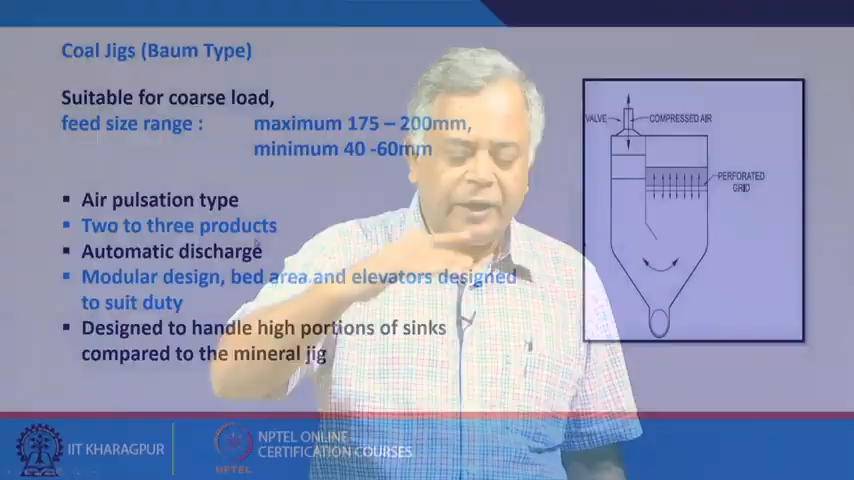 Coal Jigs (Baum Type)
Suitable for coarse load,
feed size range : maximum 175 – 200mm,
minimum 40 -60mm
▪ Air pulsation type
▪ Two to three products
▪ Automatic discharge
▪ Modular design, bed area and elevators designed
to suit duty
▪ Designed to handle high portions of sinks
compared to the mineral jig
VALVE
COMPRESSED AIR
PERFORATED
GRID
IIT KHARAGPUR
NPTEL
NPTEL ONLINE
CERTIFICATION COURSES